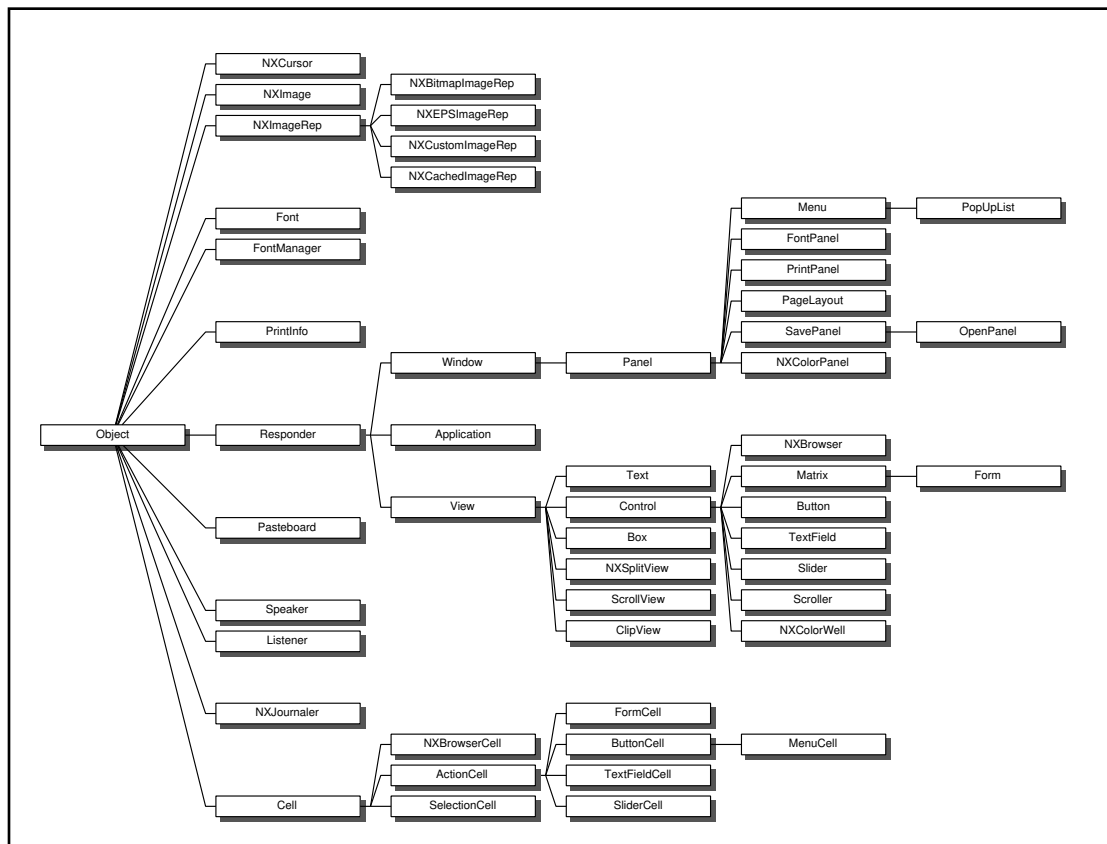 NXCursor
NXImage
NXImageRep
NXBitmapImageRep
NXEPSImageRep
NXCustomImageRep
NXCachedImageRep
Font
FontManager
PrintInfo
Object
Responder
Window
Panel
Menu
PopUpList
FontPanel
PrintPanel
PageLayout
SavePanel
OpenPanel
NXColorPanel
Application
View
Text
Control
Box
NXSplitView
ScrollView
ClipView
NXBrowser
Matrix
Form
Button
TextField
Slider
Scroller
NXColorWell
Pasteboard
Speaker
Listener
NXJournaler
Cell
NXBrowserCell
ActionCell
SelectionCell
FormCell
ButtonCell
MenuCell
TextFieldCell
SliderCell